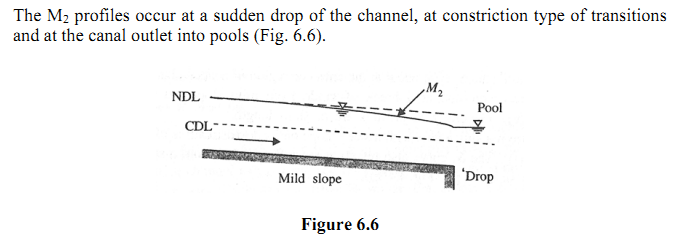 The M₂ profiles occur at a sudden drop of the channel, at constriction type of transitions
and at the canal outlet into pools (Fig. 6.6).
M₂
NDL
Pool
CDL
Mild slope
'Drop
Figure 6.6